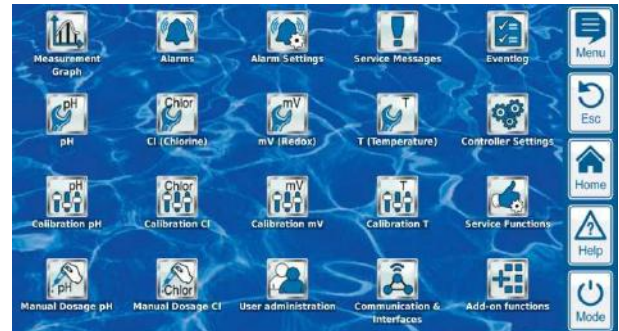 Measurement
Graph
Alarms
Alarm Settings
Service Messages
Eventlog
Menu
pH
pH
Chlor
Cl (Chlorine)
mV
mV (Redox)
T
T (Temperature)
Controller Settings
Esc
Home
pH
Calibration pH
Chlor
Calibration Cl
mV
Calibration mV
T
Calibration T
Service Functions
?
Help
pH
Manual Dosage pH
Chlor
Manual Dosage Cl
User administration
Communication &
Interfaces
Add-on functions
Mode